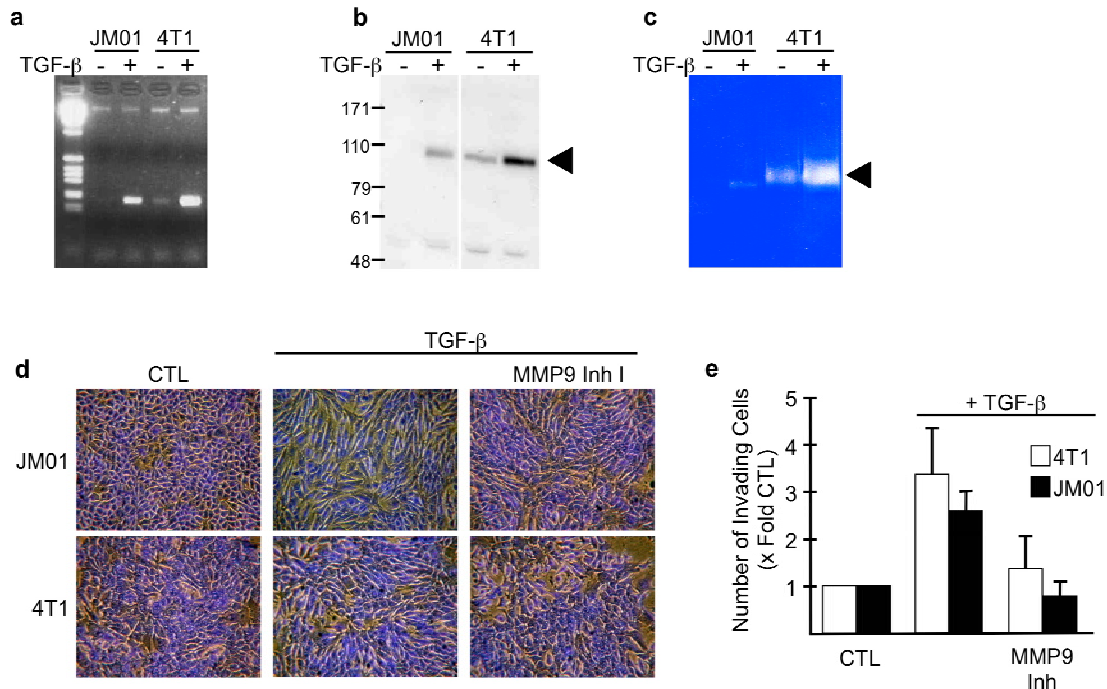 a
JM01 4T1
TGF-β - + - +
b
JM01 4T1
TGF-β - + - +
171
110
79
61
48
c
JM01 4T1
TGF-β - + - +
d
TGF-β
CTL MMP9 Inh I
JM01
4T1
e
Number of Invading Cells
(x Fold CTL)
5
4
3
2
1
+ TGF-β
4T1
JM01
CTL MMP9
Inh